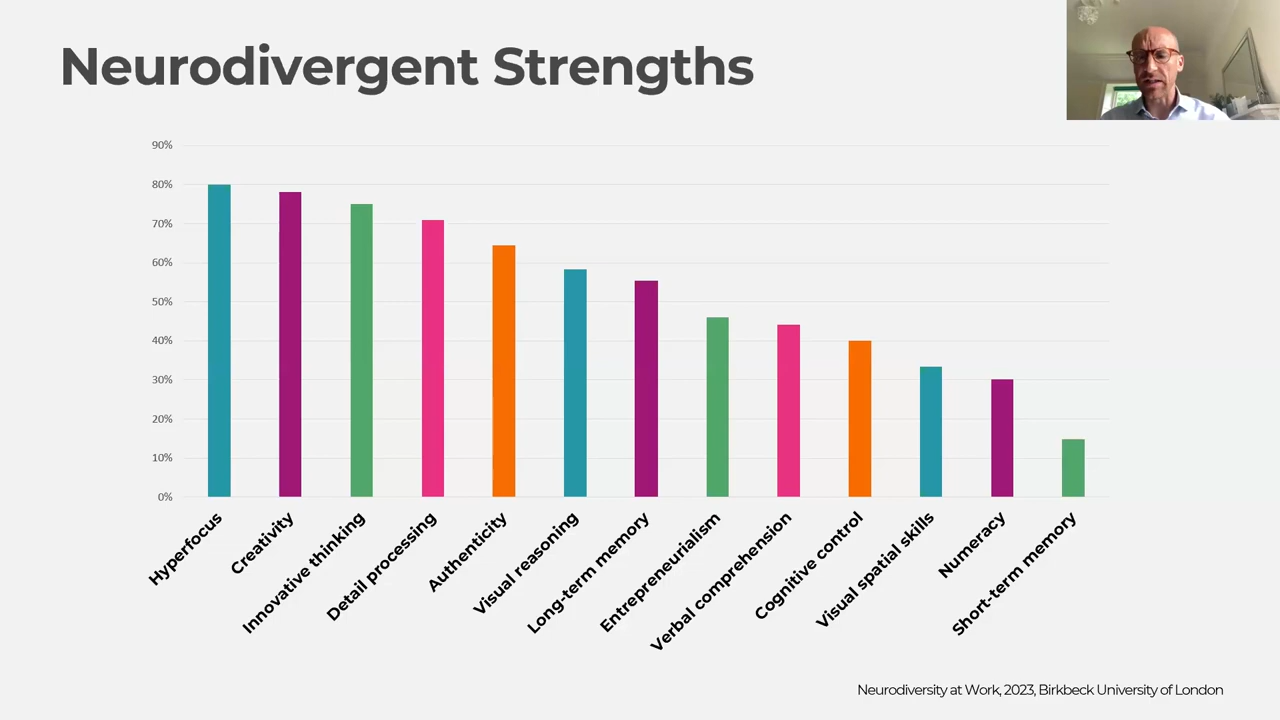 Neurodivergent Strengths
90%
80%
70%
60%
50%
40%
30%
20%
10%
0%
Hyperfocus
Creativity
Innovative thinking
Detail processing
Authenticity
Visual reasoning
Long-term memory
Entrepreneurialism
Verbal comprehension
Cognitive control
Visual spatial skills
Numeracy
Short-term memory
Neurodiversity at Work, 2023, Birkbeck University of London